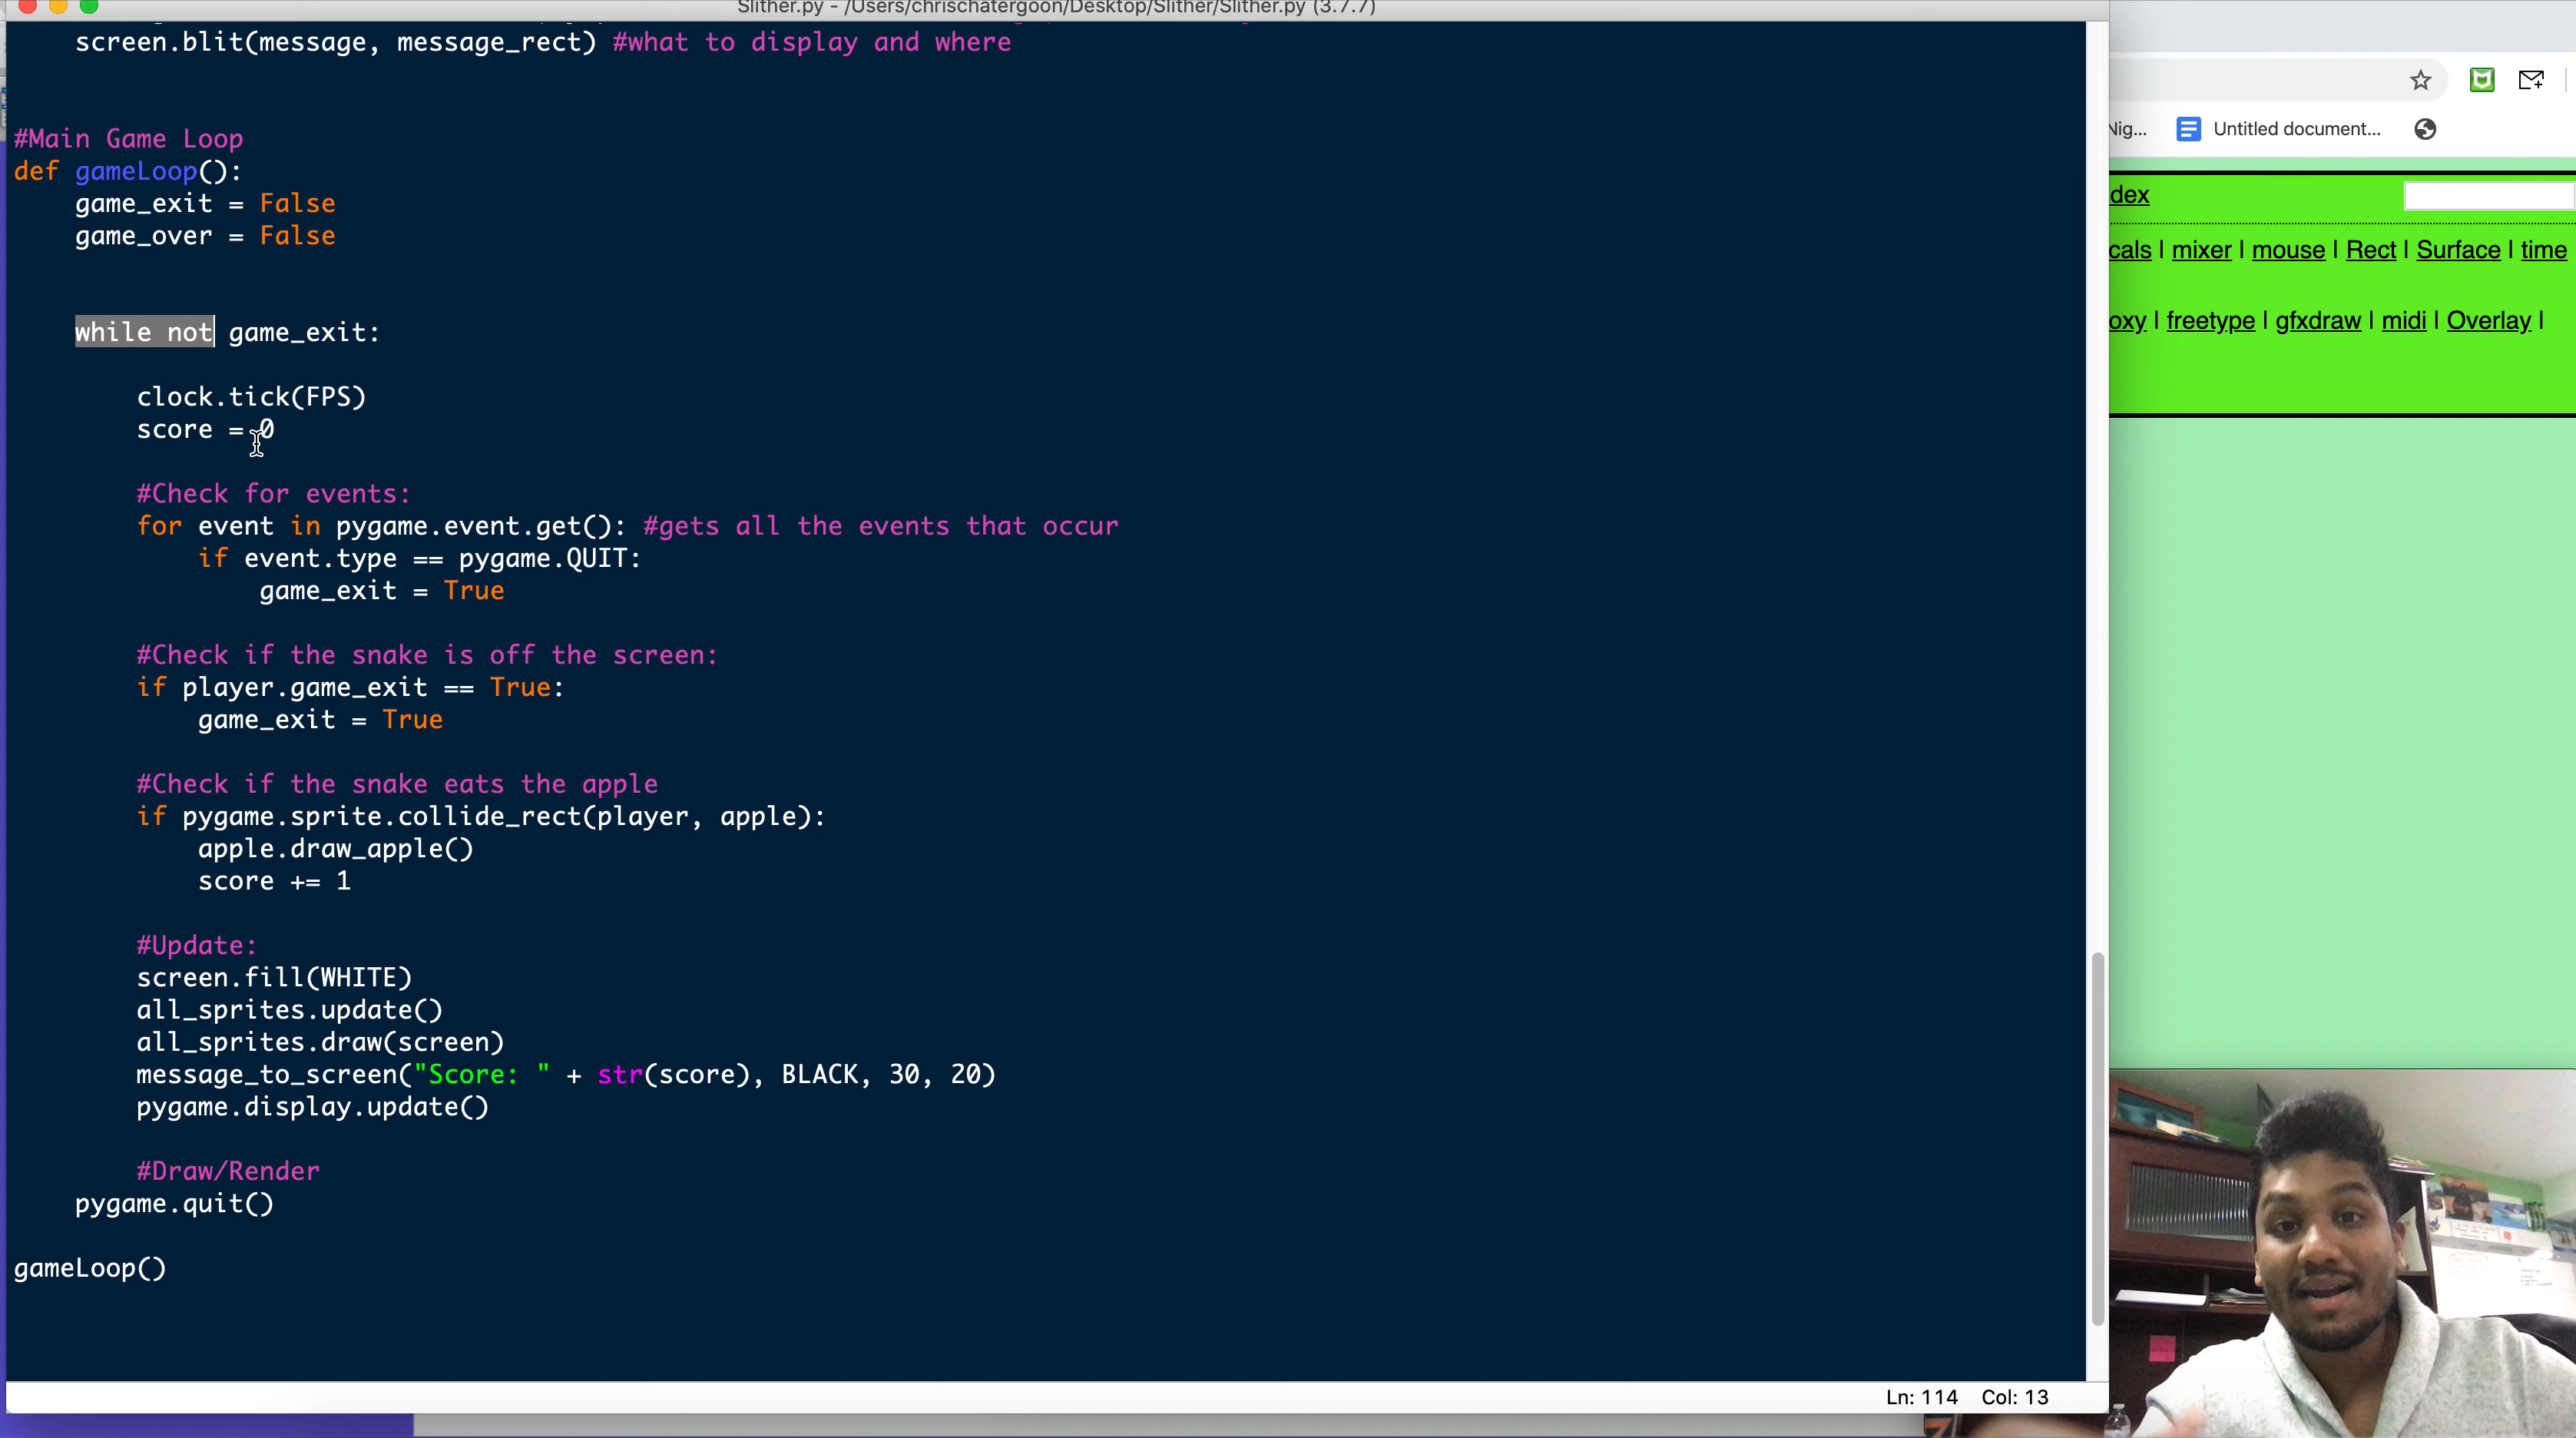 Slither.py - /Users/chrischatergoon/Desktop/Slither/Slither.py (3.7.7)
screen.blit(message, message_rect) #what to display and where
#Main Game Loop
def gameLoop():
game_exit = False
game_over = False
while not game_exit:
clock.tick(FPS)
score = 0
#Check for events:
for event in pygame.event.get(): #gets all the events that occur
if event.type == pygame.QUIT:
game_exit = True
#Check if the snake is off the screen:
if player.game_exit == True:
game_exit = True
#Check if the snake eats the apple
if pygame.sprite.collide_rect(player, apple):
apple.draw_apple()
score += 1
#Update:
screen.fill(WHITE)
all_sprites.update()
all_sprites.draw(screen)
message_to_screen("Score: " + str(score), BLACK, 30, 20)
pygame.display.update()
#Draw/Render
pygame.quit()
gameLoop()
Ln: 114 Col: 13
Nig... Untitled document...
dex
cals | mixer | mouse | Rect | Surface | time
oxy | freetype | gfxdraw | midi | Overlay |